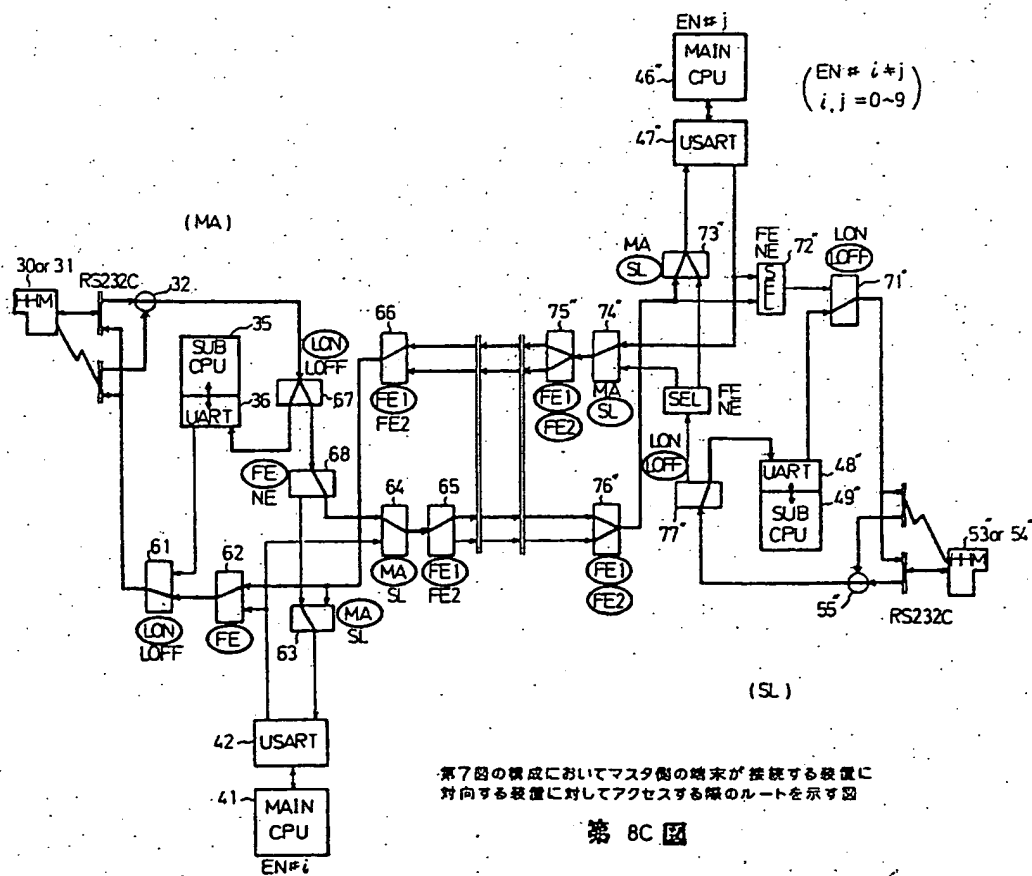 EN# j
MAIN
CPU
46"
(EN# i≠j
i, j = 0~9)
47"
USART
(MA)
30 or 31
HHM
RS232C
32
35
SUB
CPU
UART
36
LON
LOFF
67
66
FE1
FE2
75"
FE1
FE2
74"
MA
SL
MA
SL
73"
FE
NE
72"
SEL
LON
LOFF
71"
SEL
FE
NE
FE
NE
68
64
65
MA
SL
FE1
FE2
76"
FE1
FE2
LON
LOFF
77"
UART
48"
SUB
CPU
49"
53" or 54"
HHM
55"
RS232C
61
62
LON
LOFF
FE
63
MA
SL
(SL)
42
USART
41
MAIN
CPU
EN#i
第7図の構成においてマスタ側の端末が接続する装置に
対向する装置に対してアクセスする際のルートを示す図
第 8C 図